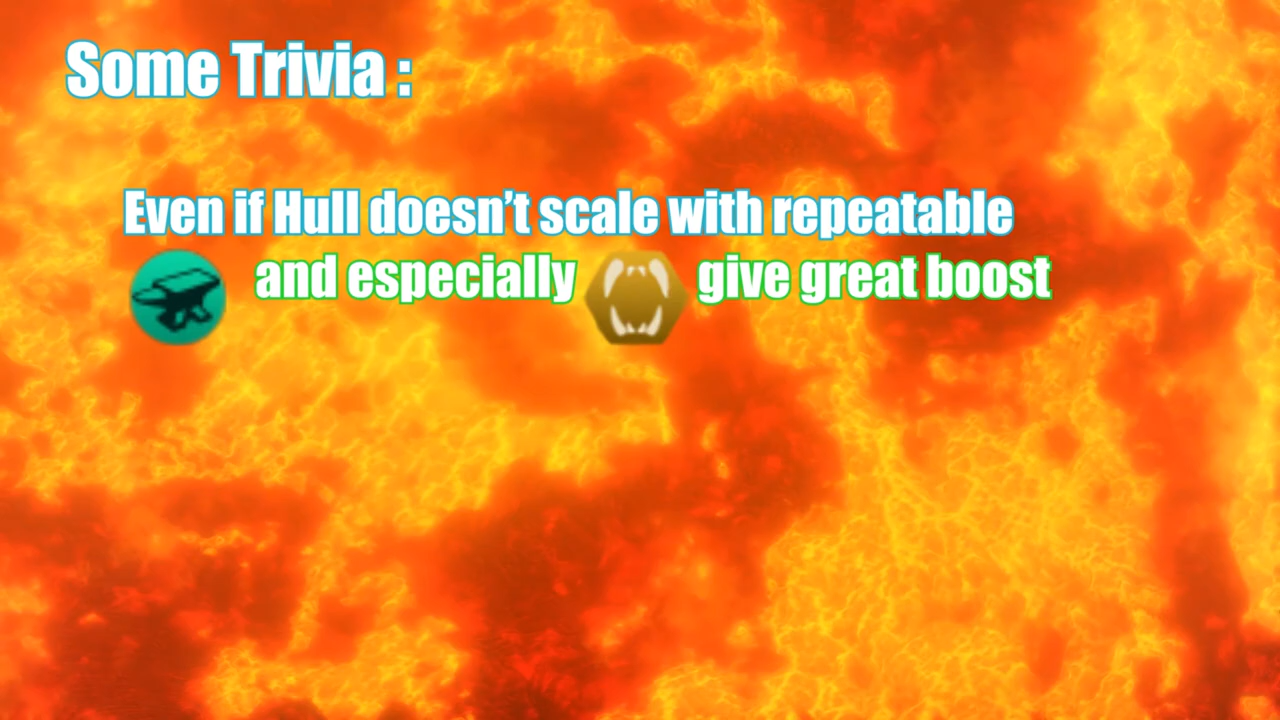 Some Trivia :
Even if Hull doesn’t scale with repeatable
and especially give great boost